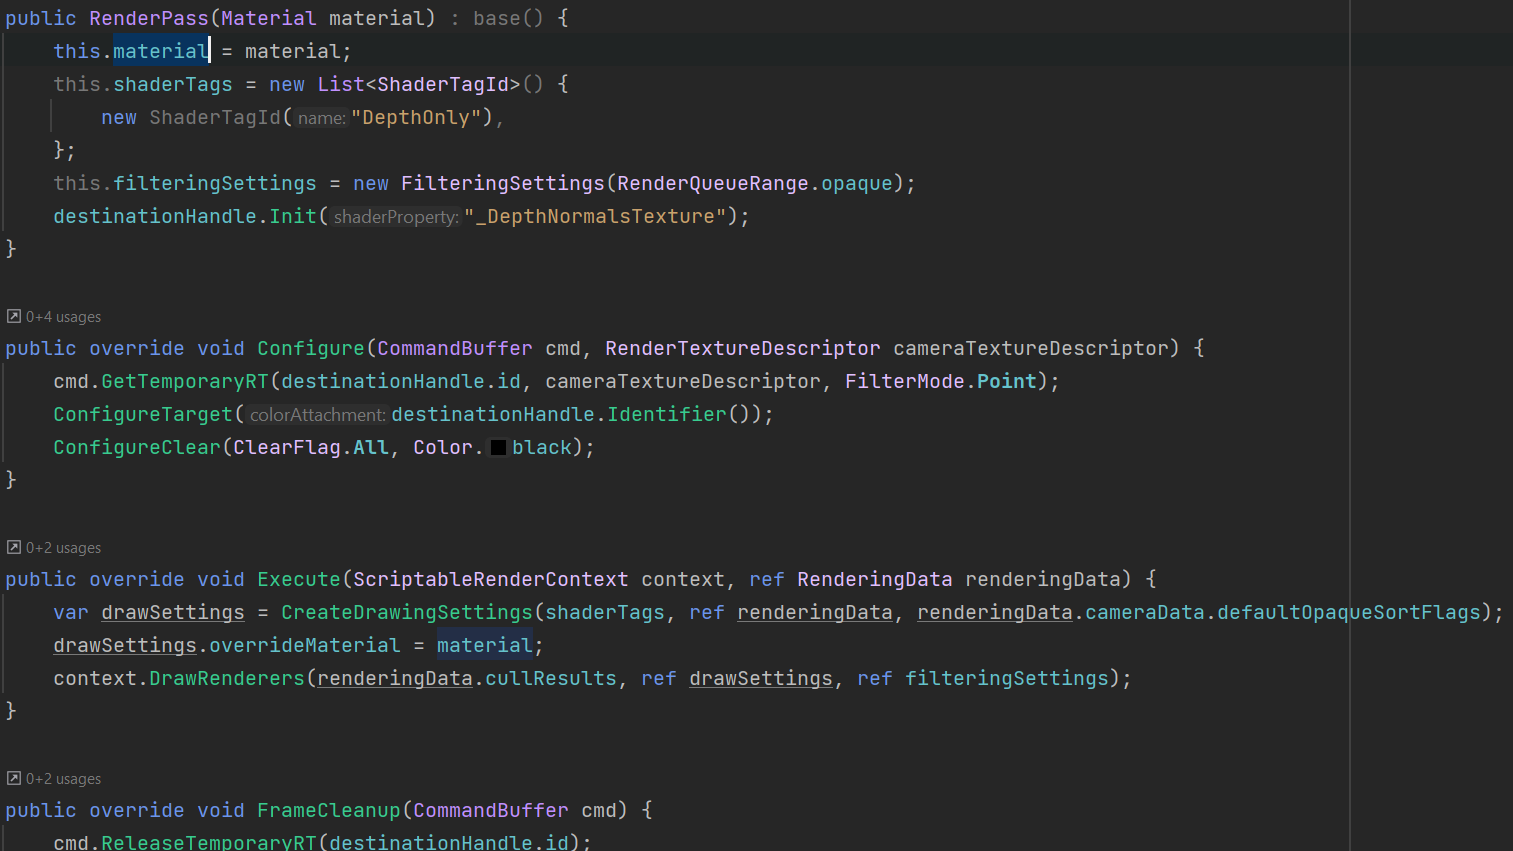 public RenderPass(Material material) : base() {
this.material = material;
this.shaderTags = new List<ShaderTagId>() {
new ShaderTagId(name:"DepthOnly"),
};
this.filteringSettings = new FilteringSettings(RenderQueueRange.opaque);
destinationHandle.Init(shaderProperty:"_DepthNormalsTexture");
}
0+4 usages
public override void Configure(CommandBuffer cmd, RenderTextureDescriptor cameraTextureDescriptor) {
cmd.GetTemporaryRT(destinationHandle.id, cameraTextureDescriptor, FilterMode.Point);
ConfigureTarget(colorAttachment:destinationHandle.Identifier());
ConfigureClear(ClearFlag.All, Color.black);
}
0+2 usages
public override void Execute(ScriptableRenderContext context, ref RenderingData renderingData) {
var drawSettings = CreateDrawingSettings(shaderTags, ref renderingData, renderingData.cameraData.defaultOpaqueSortFlags);
drawSettings.overrideMaterial = material;
context.DrawRenderers(renderingData.cullResults, ref drawSettings, ref filteringSettings);
}
0+2 usages
public override void FrameCleanup(CommandBuffer cmd) {
cmd.ReleaseTemporaryRT(destinationHandle.id);